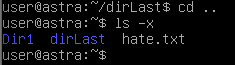 user@astra:~/dirLast$ cd ..
user@astra:~$ ls -x
Dir1  dirLast  hate.txt
user@astra:~$